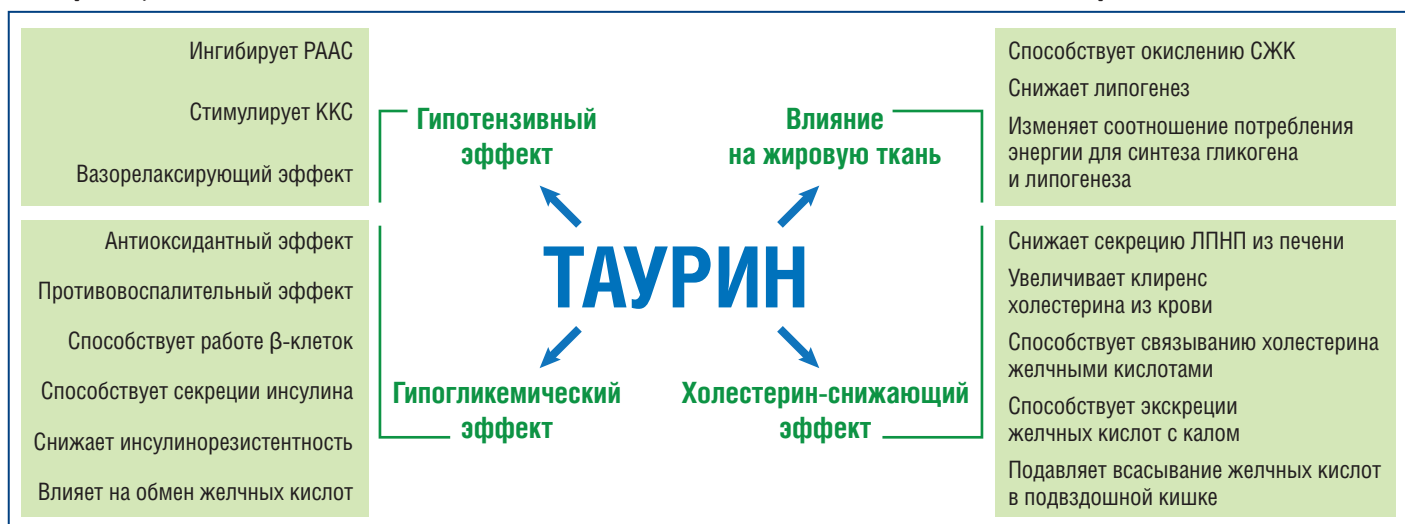 Ингибирует РААС
Стимулирует ККС
Вазорелаксирующий эффект
Гипотензивный
эффект
Влияние
на жировую ткань
Способствует окислению СЖК
Снижает липогенез
Изменяет соотношение потребления
энергии для синтеза гликогена
и липогенеза
ТАУРИН
Антиоксидантный эффект
Противовоспалительный эффект
Способствует работе β-клеток
Способствует секреции инсулина
Снижает инсулинорезистентность
Влияет на обмен желчных кислот
Гипогликемический
эффект
Холестерин-снижающий
эффект
Снижает секрецию ЛПНП из печени
Увеличивает клиренс
холестерина из крови
Способствует связыванию холестерина
желчными кислотами
Способствует экскреции
желчных кислот с калом
Подавляет всасывание желчных кислот
в подвздошной кишке